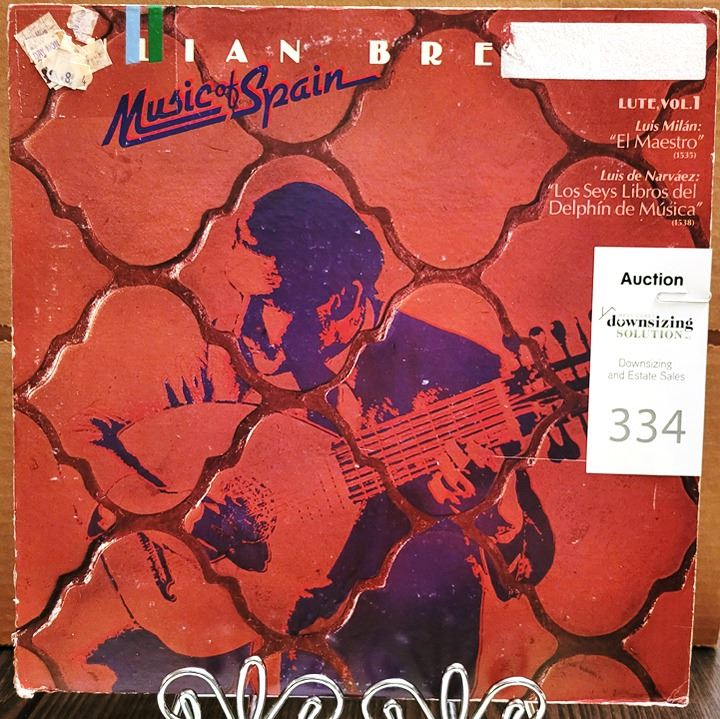 LIAN BRE
Music of Spain
LUTE, VOL. 1
Luis Milán:
"El Maestro"
(1535)
Luis de Narváez:
"Los Seys Libros del
Delphín de Música"
(1538)
Auction
downsizing
SOLUTIONS
Downsizing
and Estate Sales
334